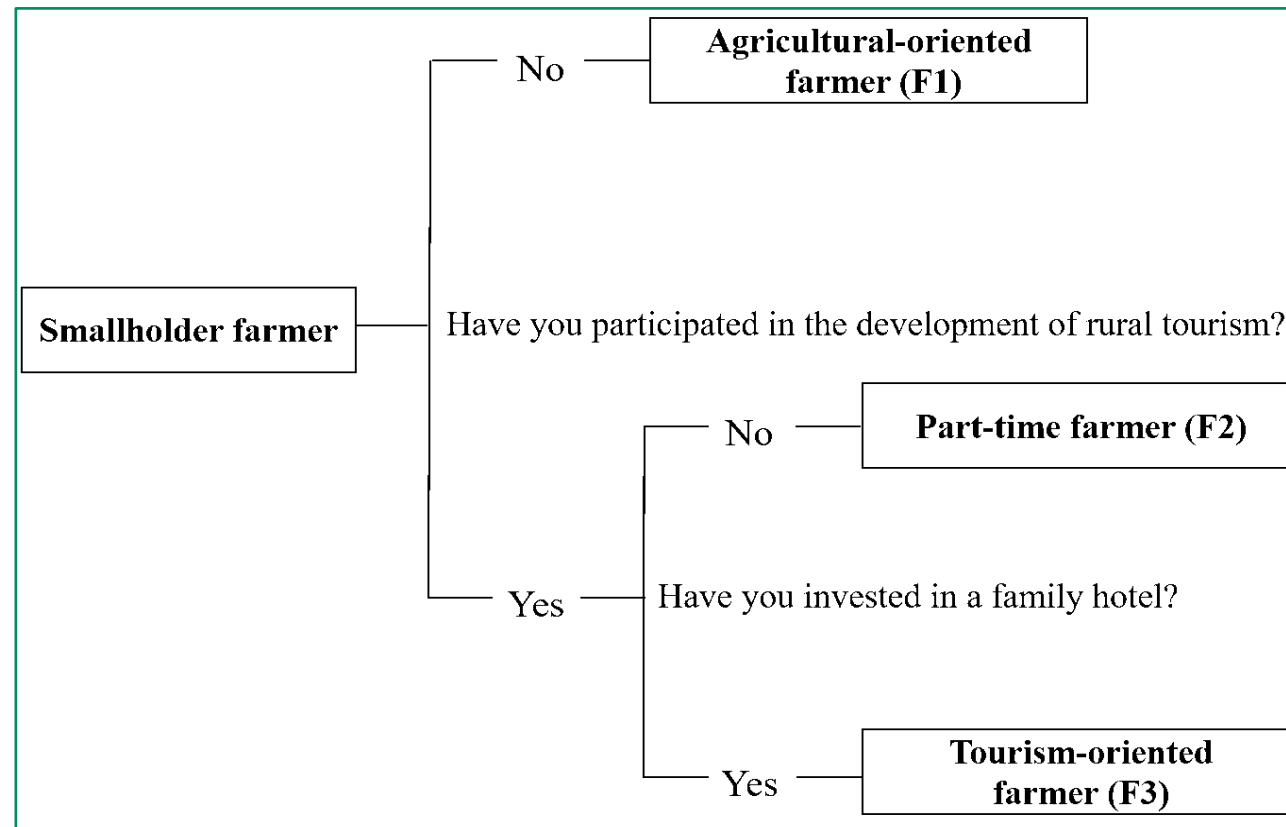 No
Agricultural-oriented
farmer (F1)
Smallholder farmer
Have you participated in the development of rural tourism?
No
Part-time farmer (F2)
Yes
Have you invested in a family hotel?
Yes
Tourism-oriented
farmer (F3)